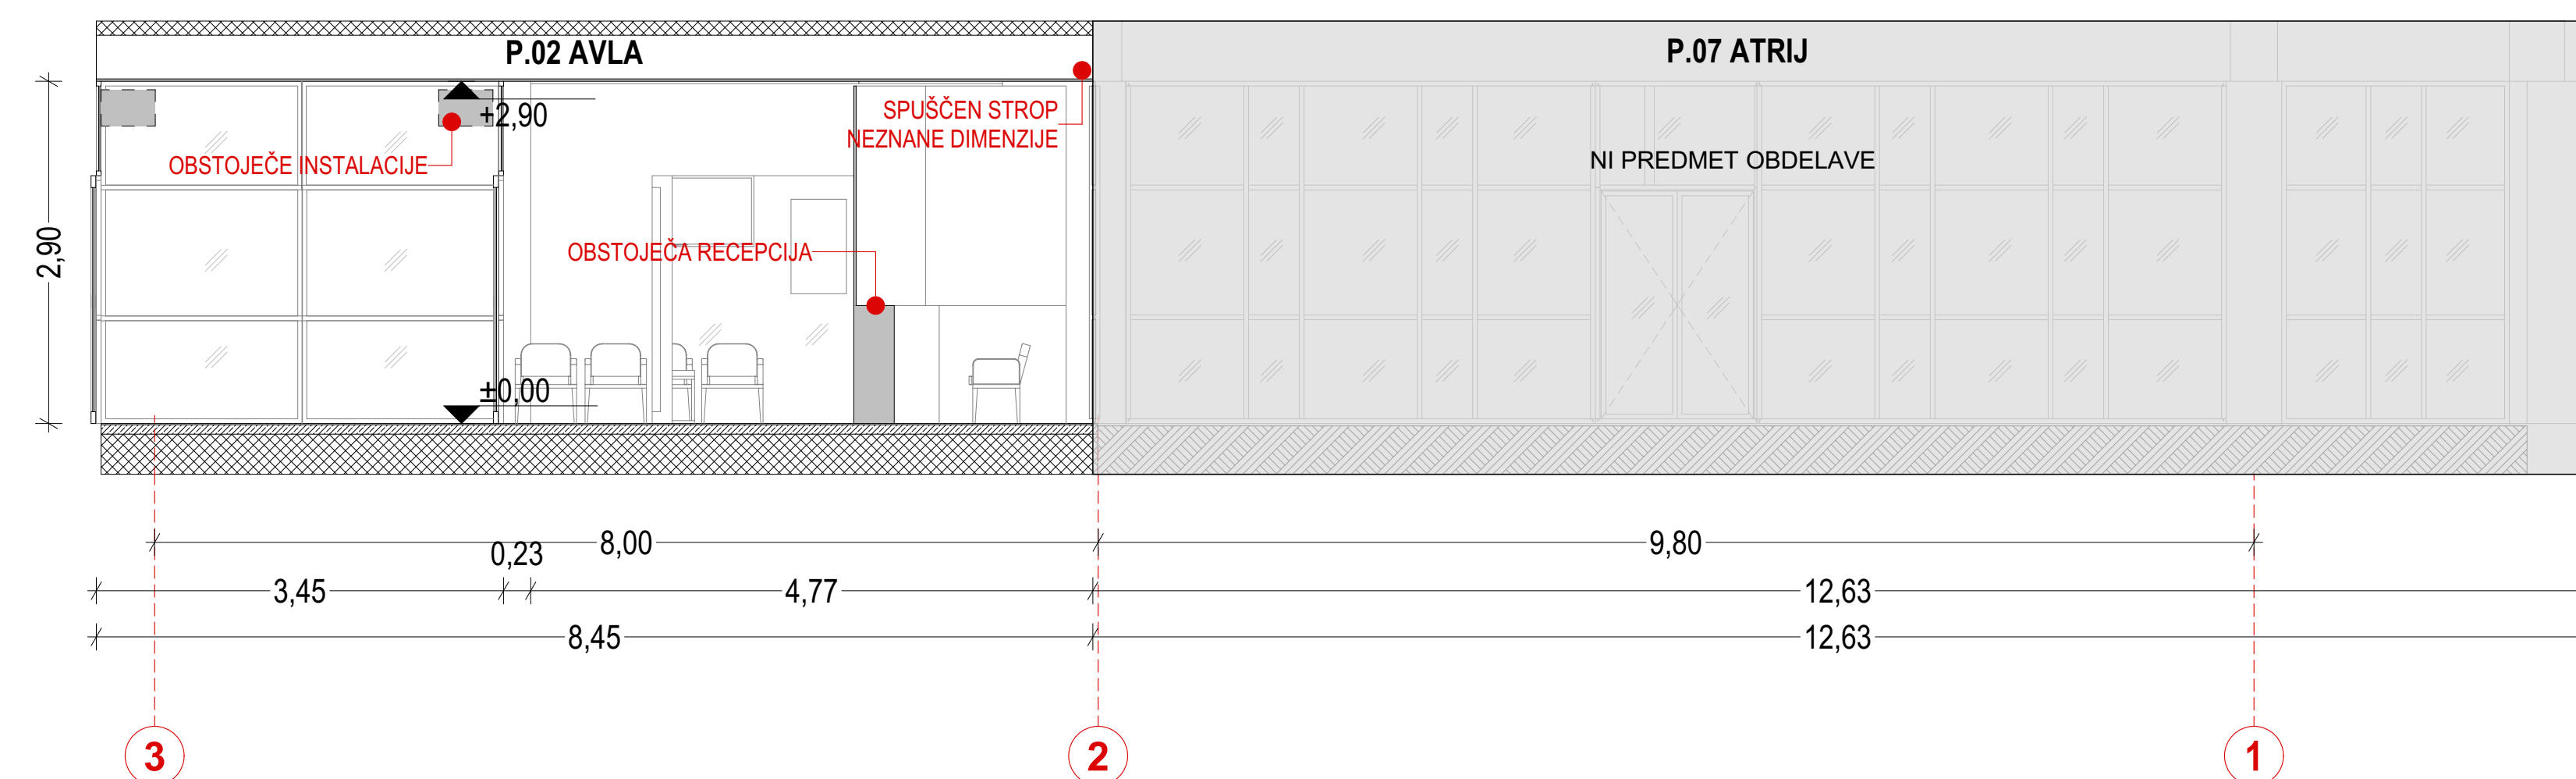 P.02 AVLA
P.07 ATRIJ
+2,90
SPUŠČEN STROP
NEZNANE DIMENZIJE
OBSTOJEČE INSTALACIJE
NI PREDMET OBDELAVE
2,90
OBSTOJEČA RECEPCIJA
±0,00
8,00
9,80
0,23
3,45
4,77
12,63
8,45
12,63
3
2
1